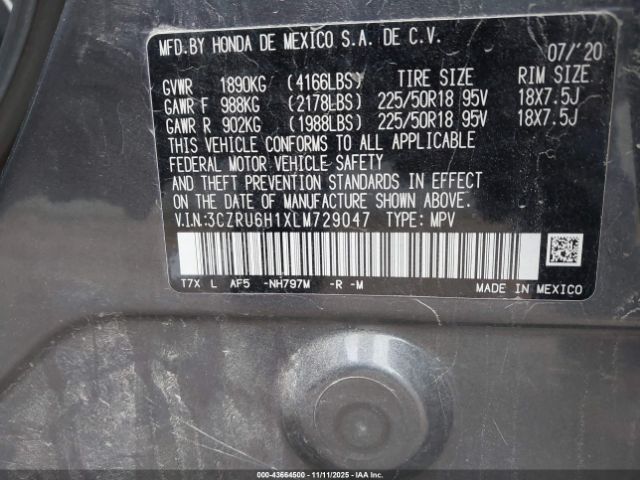 MFD.BY HONDA DE MEXICO S.A. DE C.V. 07/'20
GVWR 1890KG (4166LBS) TIRE SIZE RIM SIZE
GAWR F 988KG (2178LBS) 225/50R18 95V 18X7.5J
GAWR R 902KG (1988LBS) 225/50R18 95V 18X7.5J
THIS VEHICLE CONFORMS TO ALL APPLICABLE
FEDERAL MOTOR VEHICLE SAFETY
AND THEFT PREVENTION STANDARDS IN EFFECT
ON THE DATE OF MANUFACTURE SHOWN ABOVE.
V.I.N:3CZRU6H1XLM729047 TYPE: MPV
T7X L AF5 -NH797M -R -M
MADE IN MEXICO
000-43664500 - 11/11/2025 - IAAI.COM